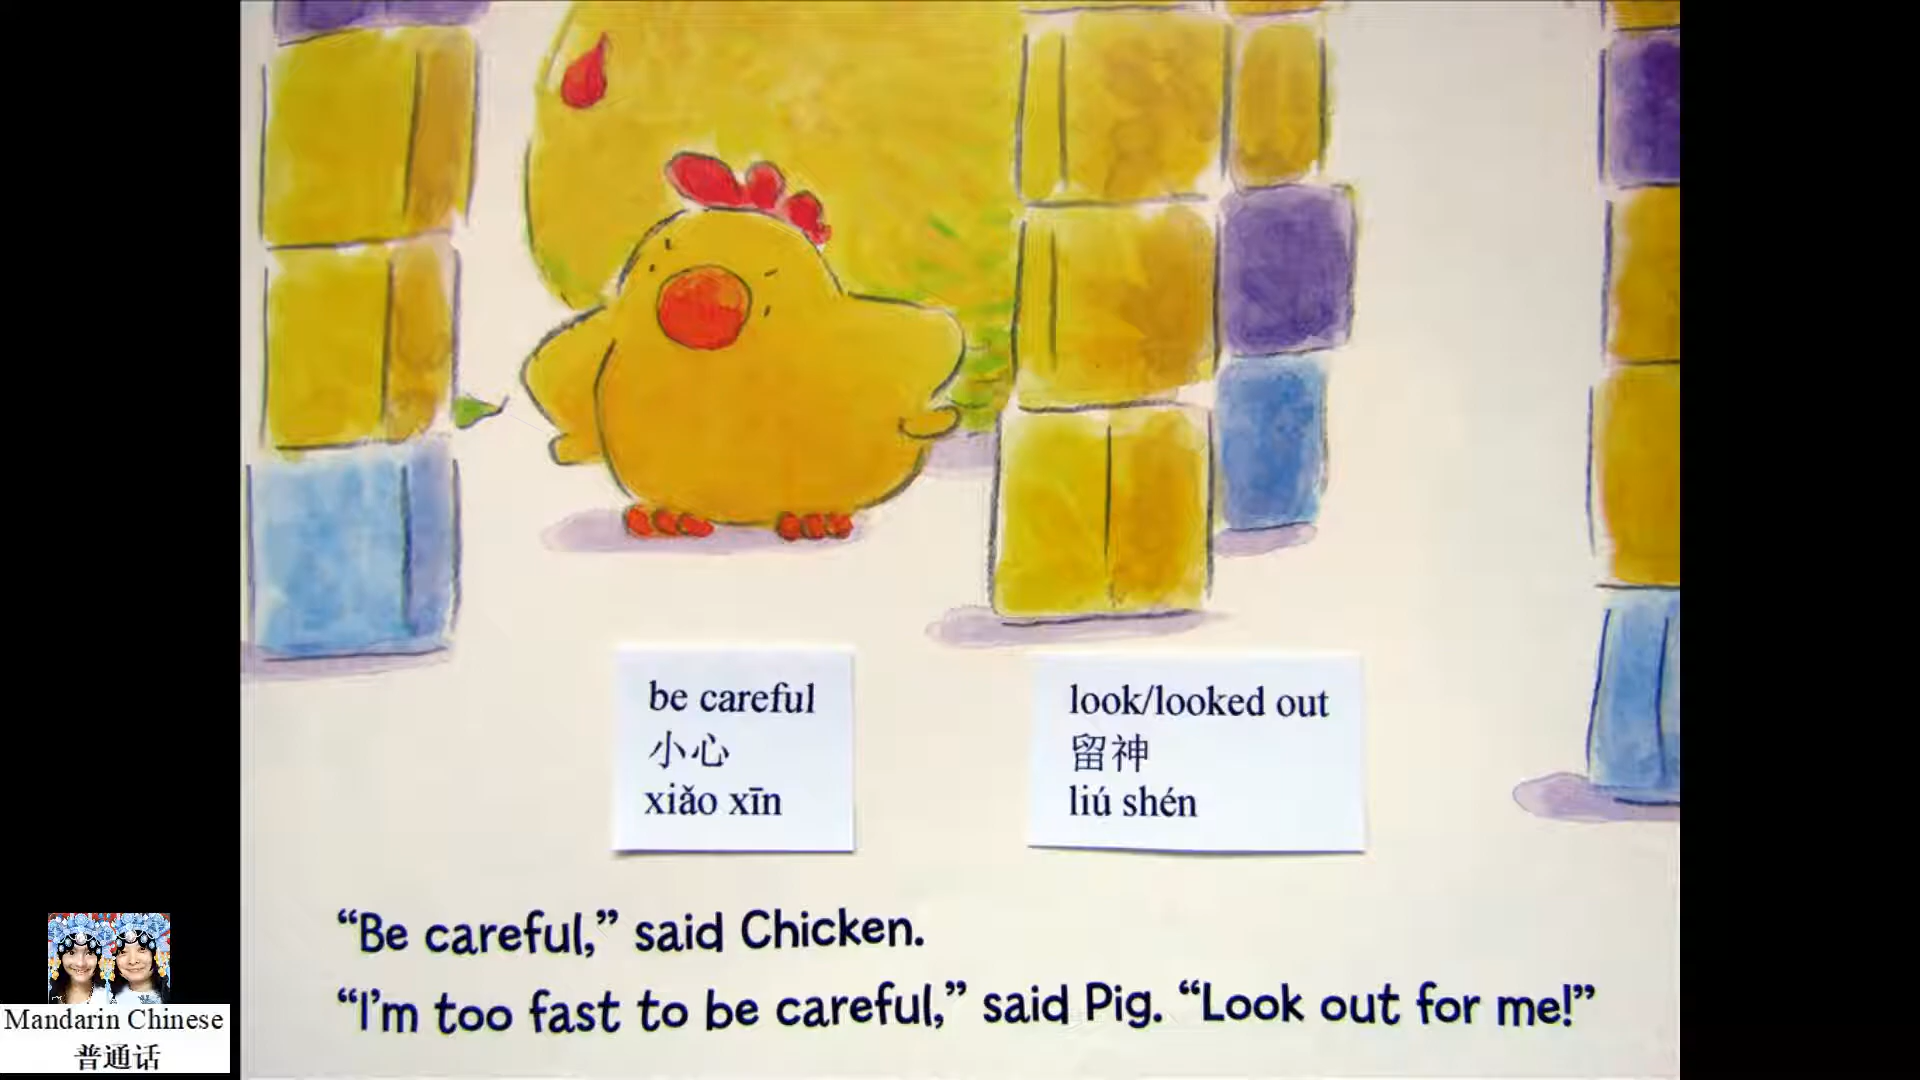 be careful
小心
xiǎo xīn
look/looked out
留神
liú shén
“Be careful,” said Chicken.
“I’m too fast to be careful,” said Pig. “Look out for me!”
Mandarin Chinese
普通话